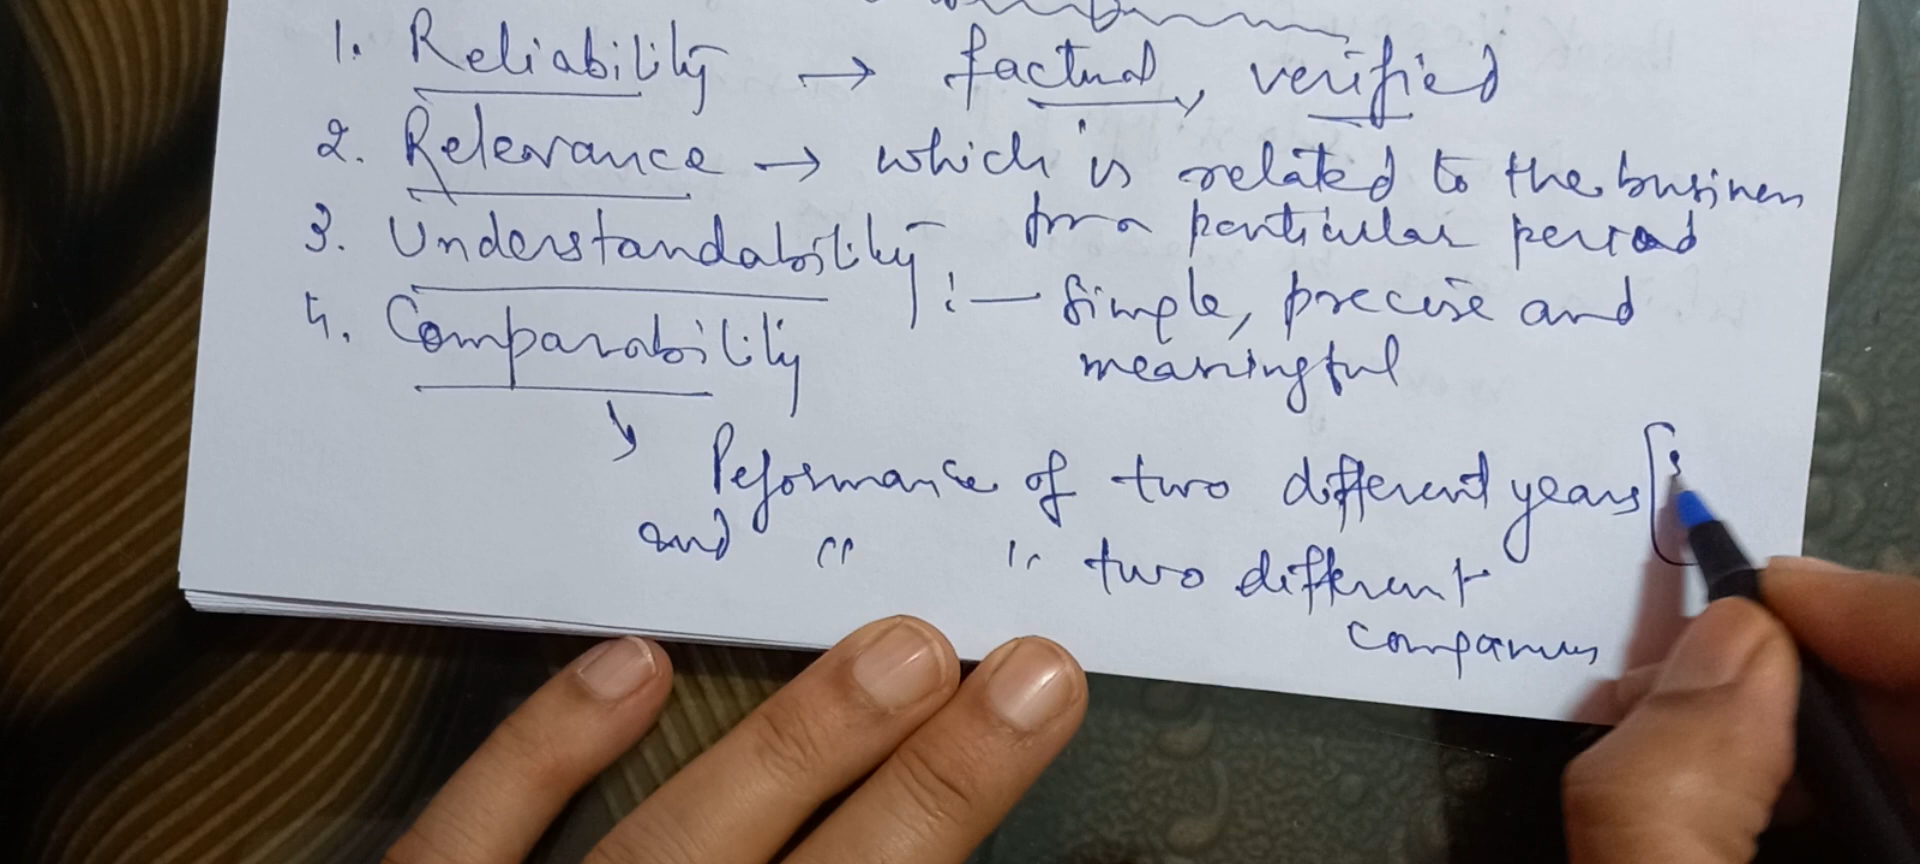 1. Reliability → factual, verified
2. Relevance → which is related to the business
for a particular period
3. Understandability :— Simple, precise and
meaningful
4. Comparability
↓ Peformance of two different years [
and " " two different
companies